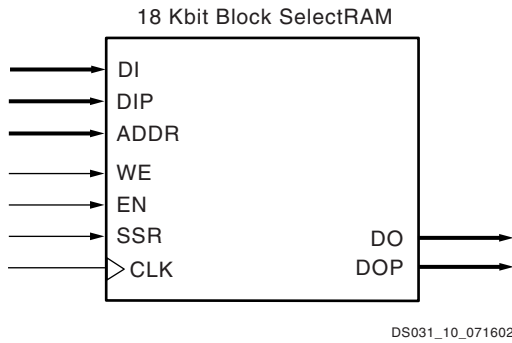 18 Kbit Block SelectRAM
DI
DIP
ADDR
WE
EN
SSR
CLK
DO
DOP
DS031_10_071602